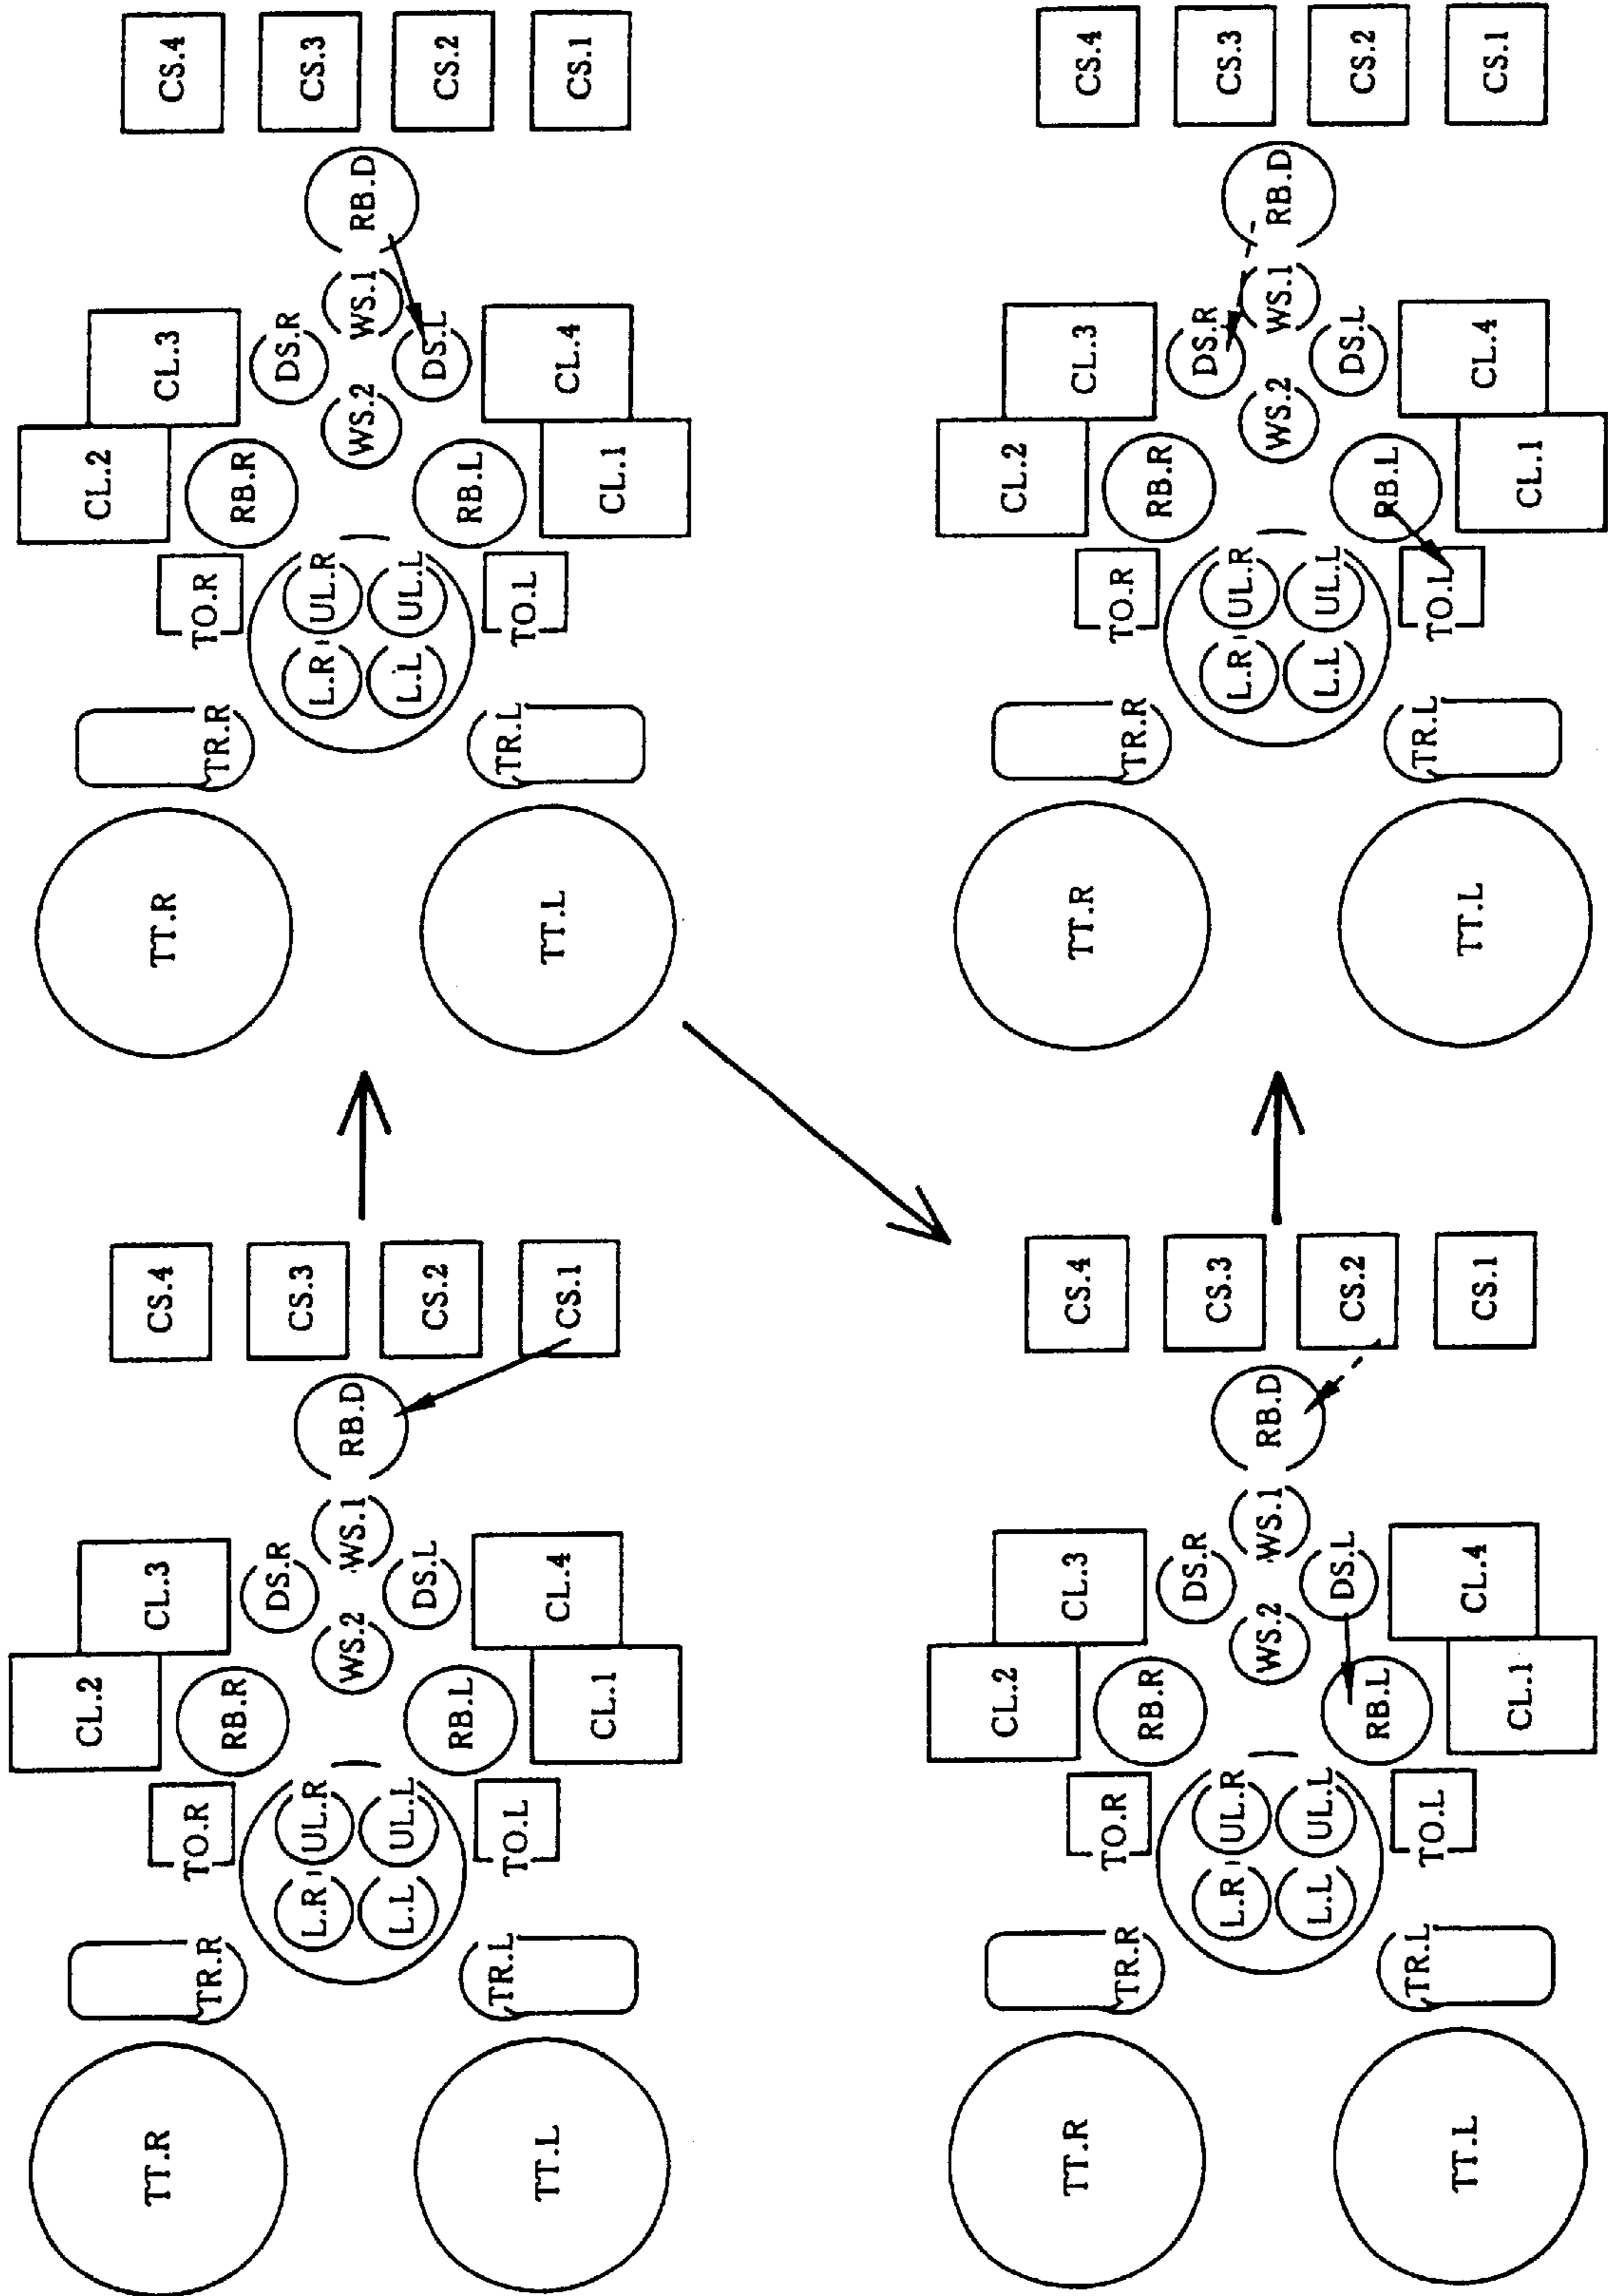 TT.R
TT.L
TR.R
TR.L
L.R
L.L
UL.R
UL.L
TO.R
TO.L
RB.R
RB.L
CL.2
CL.1
CL.3
CL.4
WS.2
DS.R
DS.L
WS.1
RB.D
CS.4
CS.3
CS.2
CS.1
TT.R
TT.L
TR.R
TR.L
L.R
L.L
UL.R
UL.L
TO.R
TO.L
RB.R
RB.L
CL.2
CL.1
CL.3
CL.4
WS.2
DS.R
DS.L
WS.1
RB.D
CS.4
CS.3
CS.2
CS.1
TT.R
TT.L
TR.R
TR.L
L.R
L.L
UL.R
UL.L
TO.R
TO.L
RB.R
RB.L
CL.2
CL.1
CL.3
CL.4
WS.2
DS.R
DS.L
WS.1
RB.D
CS.4
CS.3
CS.2
CS.1
TT.R
TT.L
TR.R
TR.L
L.R
L.L
UL.R
UL.L
TO.R
TO.L
RB.R
RB.L
CL.2
CL.1
CL.3
CL.4
WS.2
DS.R
DS.L
WS.1
RB.D
CS.4
CS.3
CS.2
CS.1